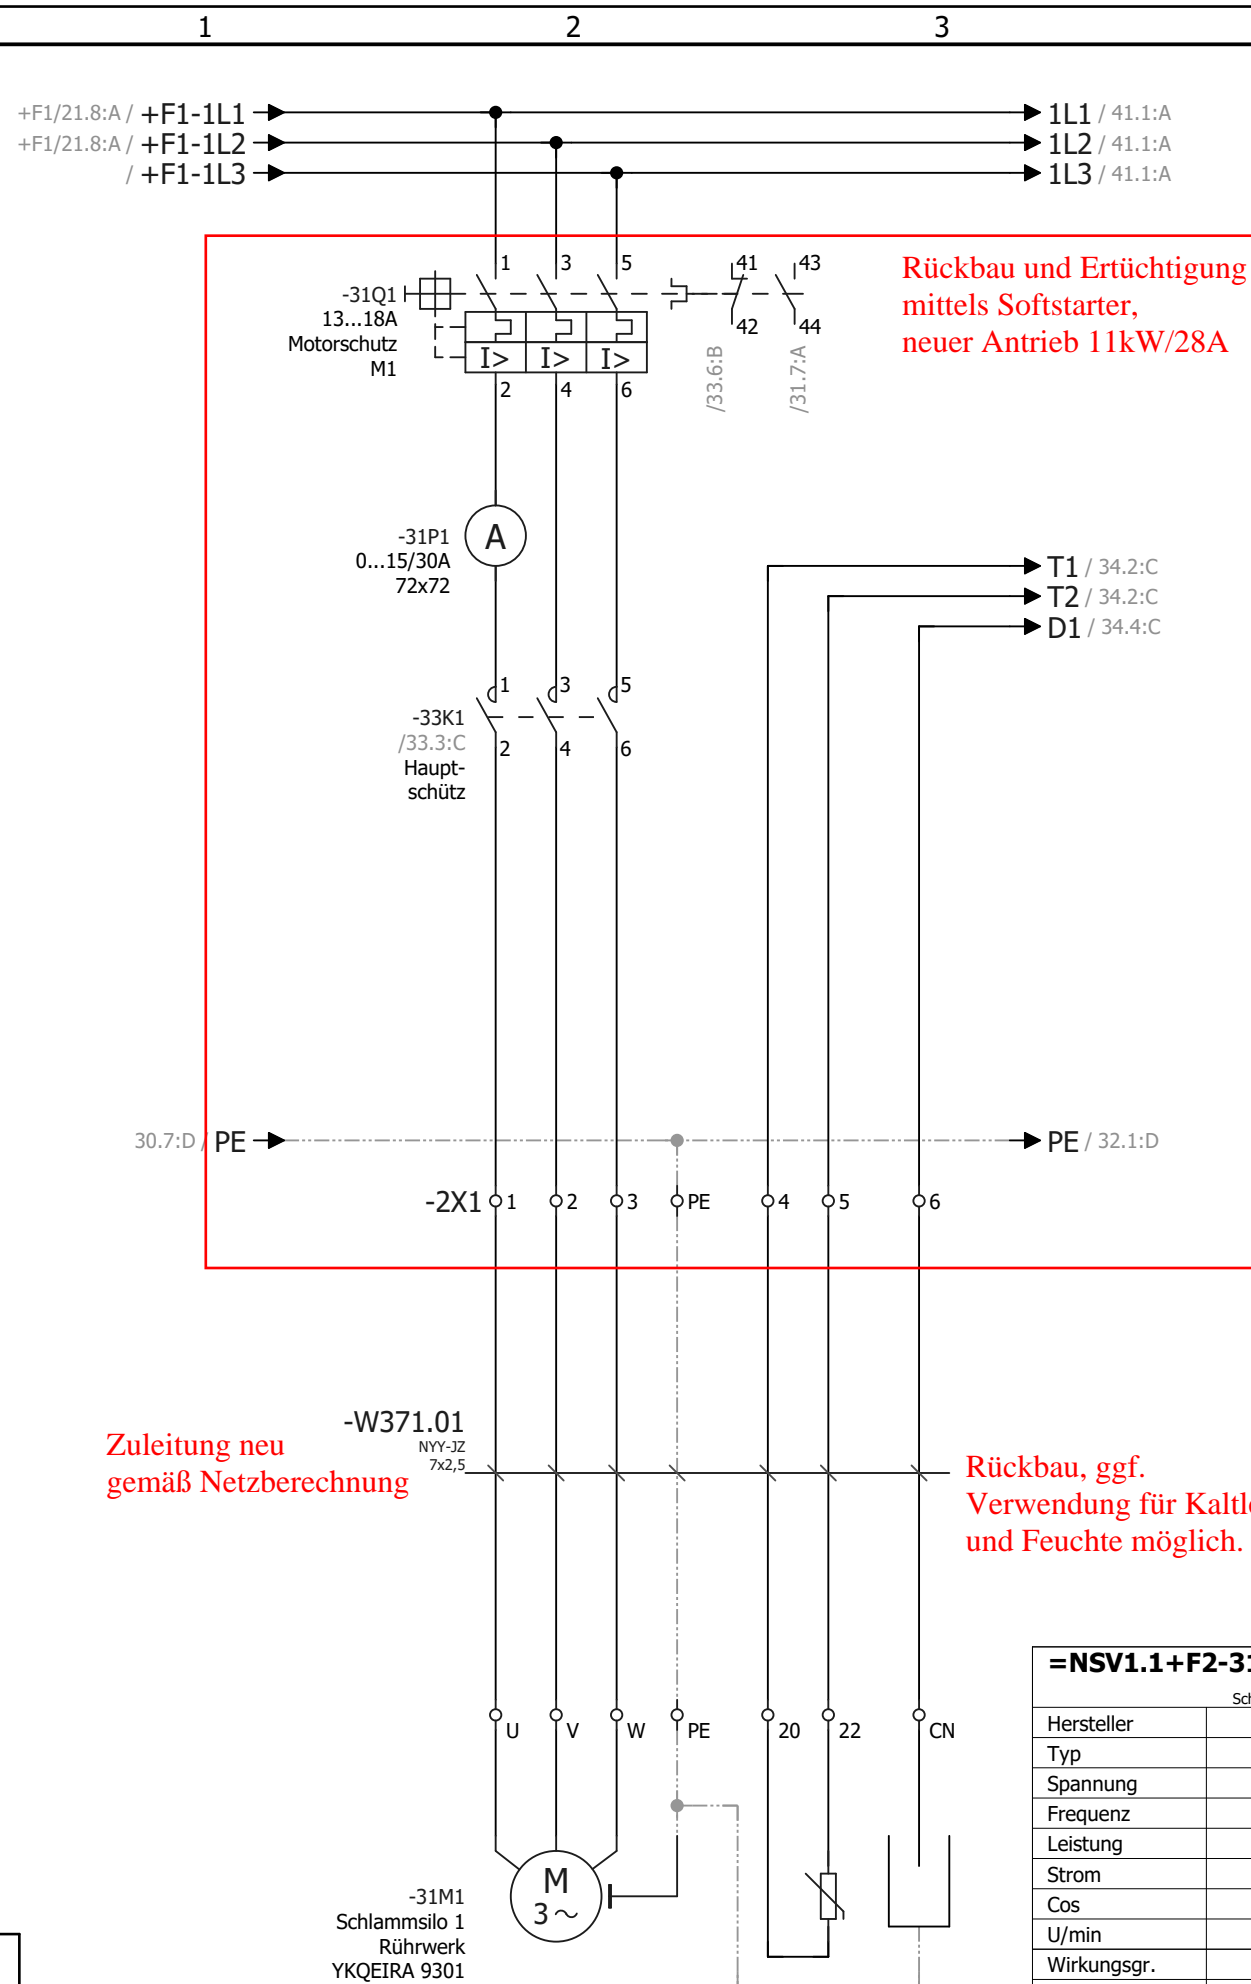 1 2 3
+F1/21.8:A / +F1-1L1 1L1 / 41.1:A
+F1/21.8:A / +F1-1L2 1L2 / 41.1:A
/ +F1-1L3 1L3 / 41.1:A
Rückbau und Ertüchtigung
mittels Softstarter,
neuer Antrieb 11kW/28A
1 3 5 41 43
-31Q1
13...18A
Motorschutz
M1
42 44
I> I> I>
2 4 6
/33.6:B
/31.7:A
-31P1
0...15/30A
72x72
A
T1 / 34.2:C
T2 / 34.2:C
D1 / 34.4:C
1 3 5
-33K1
/33.3:C
Haupt-
schütz
2 4 6
30.7:D / PE PE / 32.1:D
-2X1 1 2 3 PE 4 5 6
-W371.01
NYY-JZ
7x2,5
Zuleitung neu
gemäß Netzberechnung
Rückbau, ggf.
Verwendung für
und Feuchte möglich.
=NSV1.1+F2-31
Hersteller
Typ
Spannung
Frequenz
Leistung
Strom
Cos
U/min
Wirkungsgr.
U V W PE 20 22 CN
M
3~
-31M1
Schlammsilo 1
Rührwerk
YKQEIRA 9301